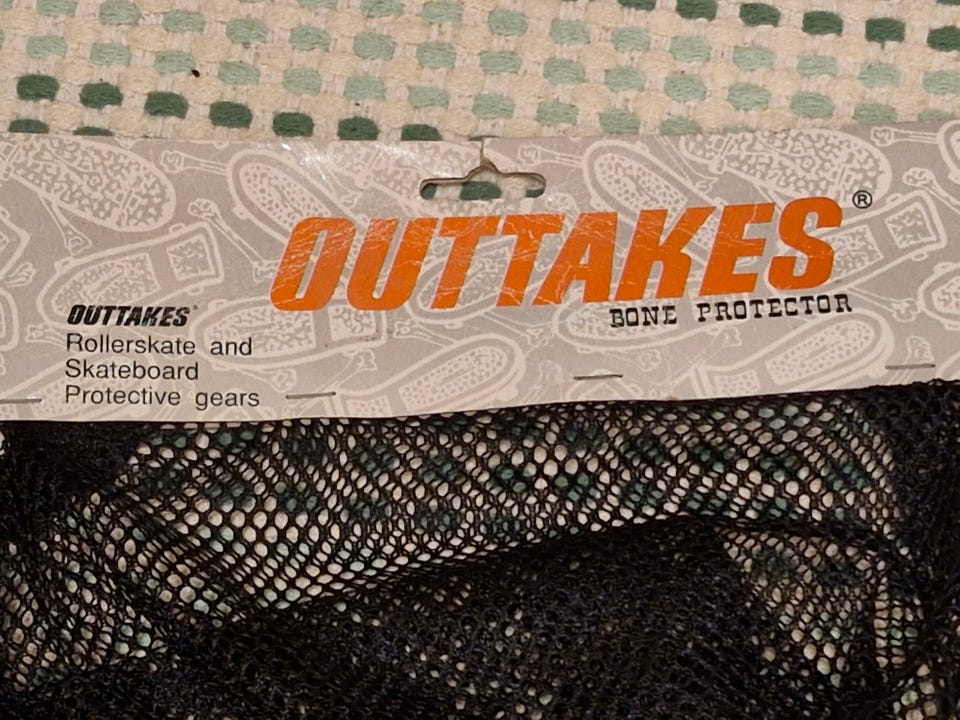 OUTTAKES®
BONE PROTECTOR
OUTTAKES®
Rollerskate and
Skateboard
Protective gears